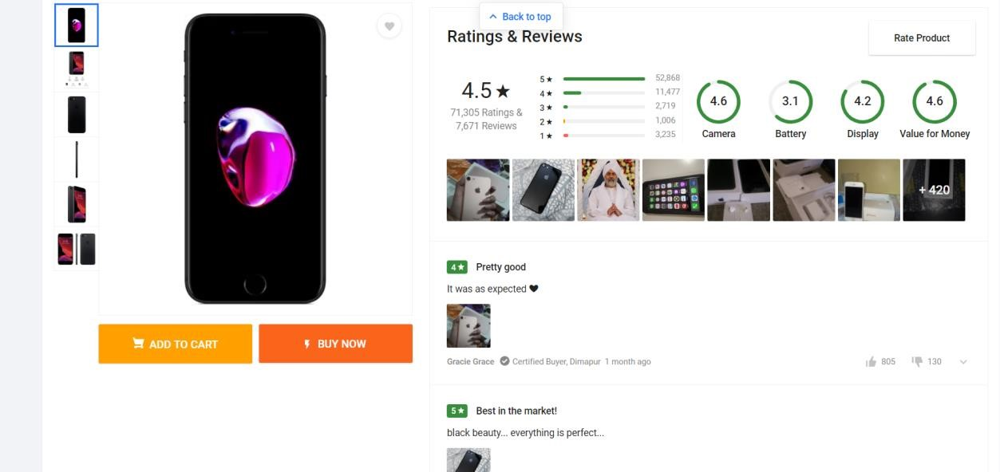 Back to top
Ratings & Reviews
Rate Product
4.5★
71,305 Ratings &
7,671 Reviews
5★ 52,868
4★ 11,477
3★ 2,719
2★ 1,006
1★ 3,235
4.6
Camera
3.1
Battery
4.2
Display
4.6
Value for Money
+ 420
4★ Pretty good
It was as expected 🖤
Gracie Grace Certified Buyer, Dimapur 1 month ago
805 130
5★ Best in the market!
black beauty... everything is perfect...
ADD TO CART
BUY NOW